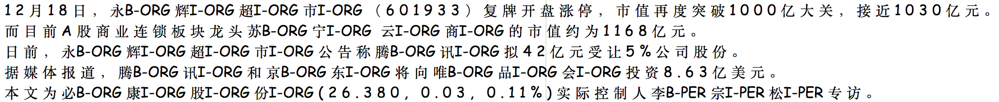 12月18日，永B-ORG 辉I-ORG 超I-ORG 市I-ORG （601933）复牌开盘涨停，市值再度突破1000亿大关，接近1030亿元。
而目前A股商业连锁板块龙头苏B-ORG 宁I-ORG 云I-ORG 商I-ORG 的市值约为1168亿元。
日前，永B-ORG 辉I-ORG 超I-ORG 市I-ORG 公告称腾B-ORG 讯I-ORG 拟42亿元受让5%公司股份。
据媒体报道，腾B-ORG 讯I-ORG 和京B-ORG 东I-ORG 将向唯B-ORG 品I-ORG 会I-ORG 投资8.63亿美元。
本文为必B-ORG 康I-ORG 股I-ORG 份I-ORG (26.380, 0.03, 0.11%)实际控制人李B-PER 宗I-PER 松I-PER 专访。